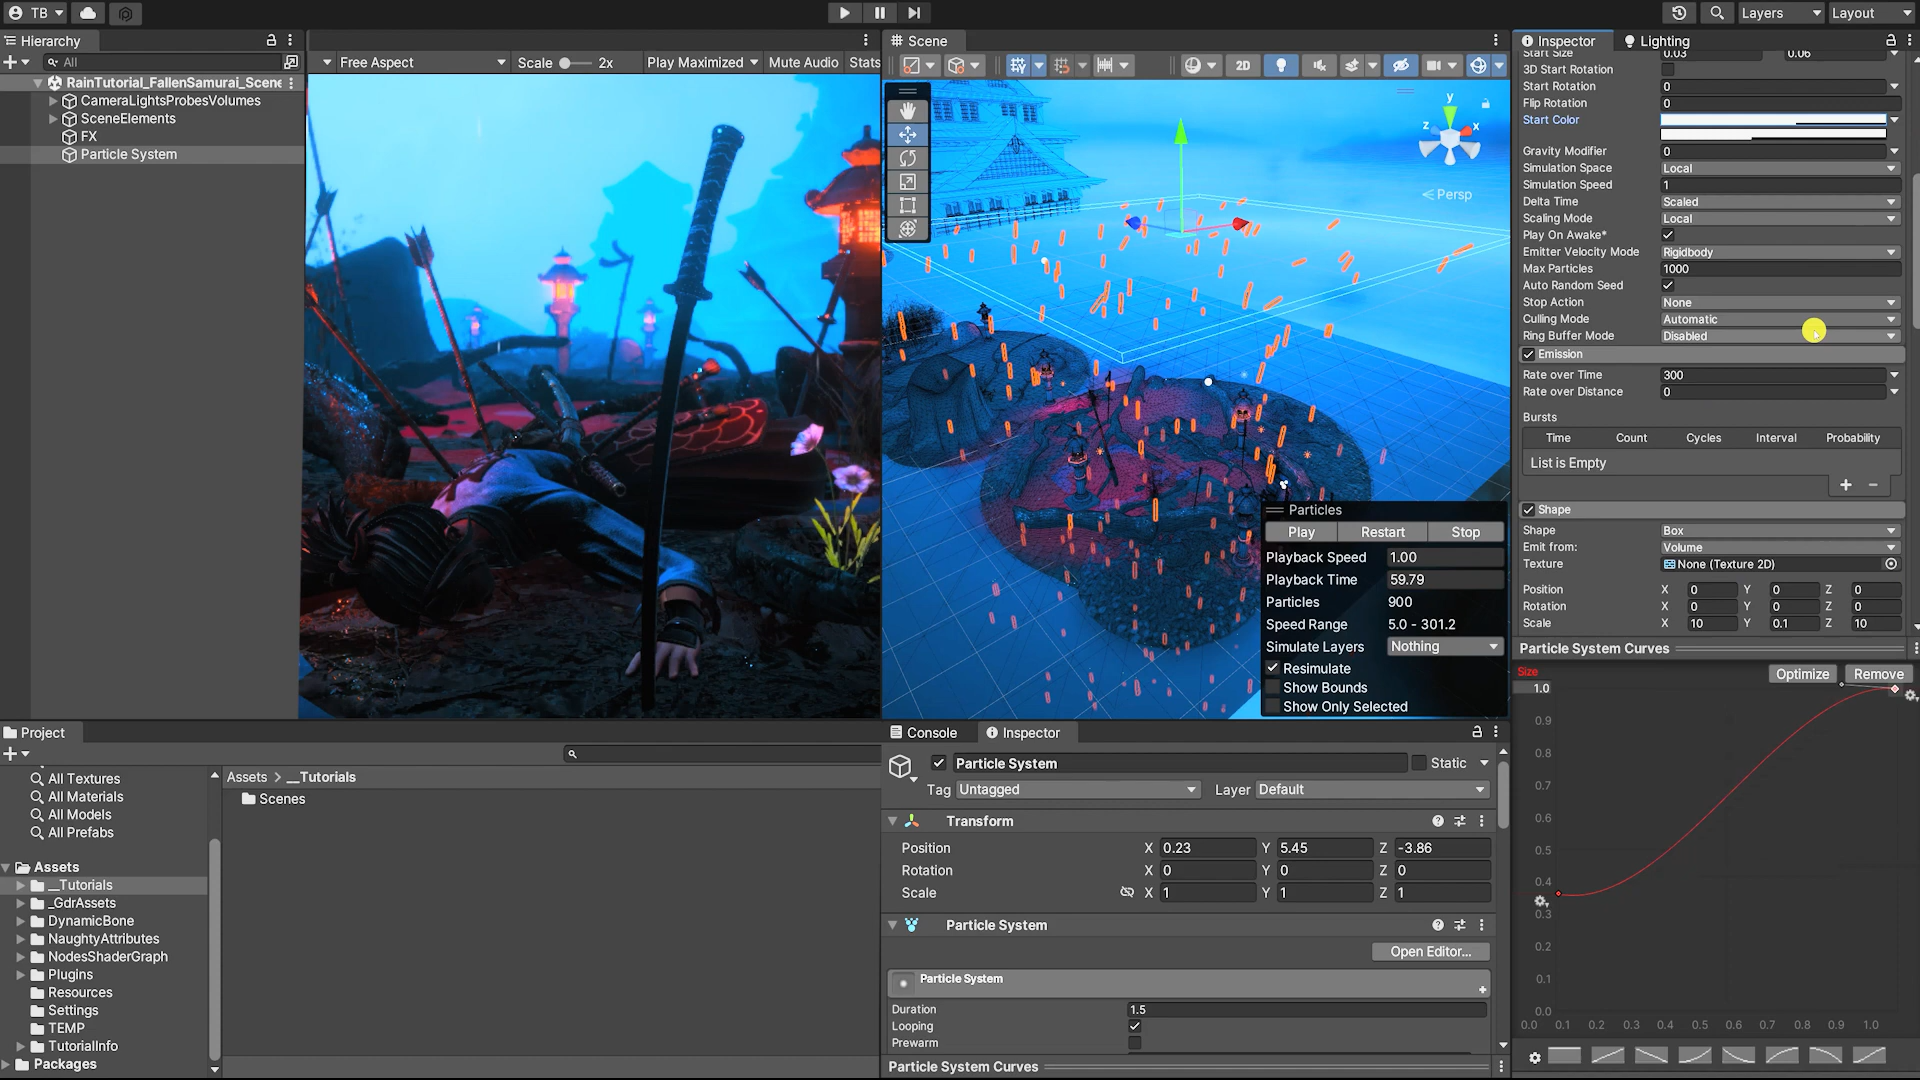 TB
Layers
Layout
Hierarchy
All
RainTutorial_FallenSamurai_Scene
CameraLightsProbesVolumes
SceneElements
FX
Particle System
Free Aspect
Scale
2x
Play Maximized
Mute Audio
Stats
Scene
2D
y
z
x
Persp
Particles
Play
Restart
Stop
Playback Speed
1.00
Playback Time
59.79
Particles
900
Speed Range
5.0 - 301.2
Simulate Layers
Nothing
Resimulate
Show Bounds
Show Only Selected
Inspector
Lighting
Start Size
0.03
0.06
3D Start Rotation
Start Rotation
0
Flip Rotation
0
Start Color
Gravity Modifier
0
Simulation Space
Local
Simulation Speed
1
Delta Time
Scaled
Scaling Mode
Local
Play On Awake*
Emitter Velocity Mode
Rigidbody
Max Particles
1000
Auto Random Seed
Stop Action
None
Culling Mode
Automatic
Ring Buffer Mode
Disabled
Emission
Rate over Time
300
Rate over Distance
0
Bursts
Time
Count
Cycles
Interval
Probability
List is Empty
Shape
Shape
Box
Emit from:
Volume
Texture
None (Texture 2D)
Position
X 0 Y 0 Z 0
Rotation
X 0 Y 0 Z 0
Scale
X 10 Y 0.1 Z 10
Particle System Curves
Size
Optimize
Remove
1.0
0.9
0.8
0.7
0.6
0.5
0.4
0.3
0.2
0.1
0.0
0.0 0.1 0.2 0.3 0.4 0.5 0.6 0.7 0.8 0.9 1.0
Project
All Textures
All Materials
All Models
All Prefabs
Assets
__Tutorials
_GdrAssets
DynamicBone
NaughtyAttributes
NodesShaderGraph
Plugins
Resources
Settings
TEMP
TutorialInfo
Packages
Assets > __Tutorials
Scenes
Console
Inspector
Particle System
Static
Tag
Untagged
Layer
Default
Transform
Position
X 0.23 Y 5.45 Z -3.86
Rotation
X 0 Y 0 Z 0
Scale
X 1 Y 1 Z 1
Particle System
Open Editor...
Particle System
Duration
1.5
Looping
Prewarm
Particle System Curves